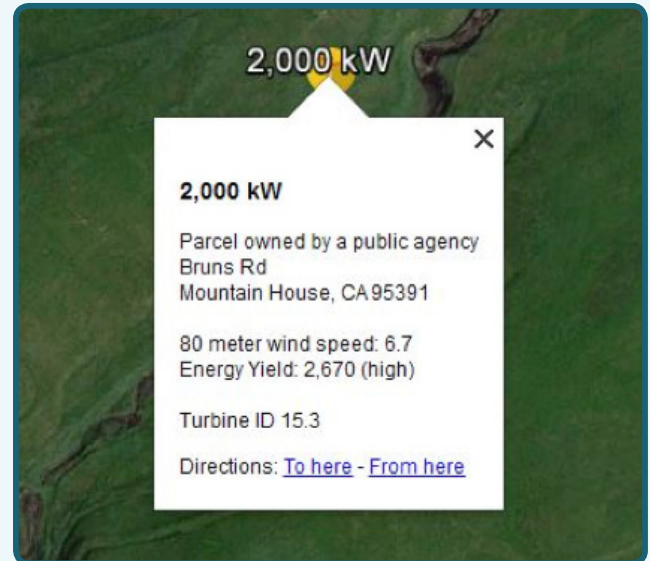 2,000 kW
2,000 kW
Parcel owned by a public agency
Bruns Rd
Mountain House, CA 95391
80 meter wind speed: 6.7
Energy Yield: 2,670 (high)
Turbine ID 15.3
Directions: To here - From here